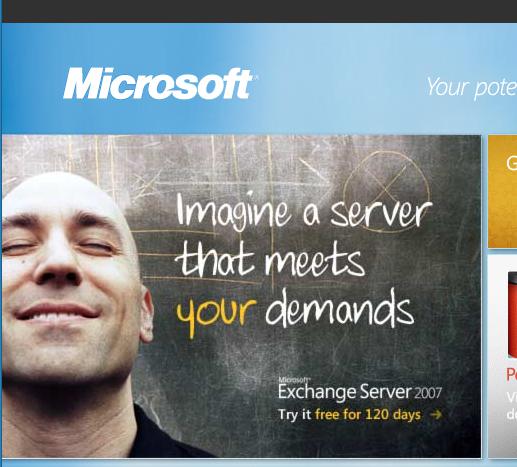 Microsoft
Your pote
G
Imagine a server
that meets
your demands
Microsoft
Exchange Server 2007
Try it free for 120 days